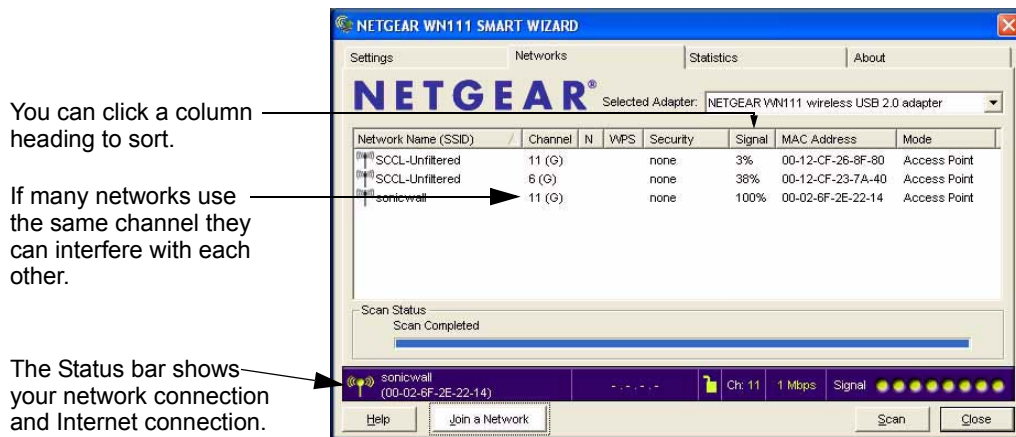 NETGEAR WN111 SMART WIZARD
Settings Networks Statistics About
NETGEAR® Selected Adapter: NETGEAR WN111 wireless USB 2.0 adapter
You can click a column
heading to sort.
Network Name (SSID) Channel N WPS Security Signal MAC Address Mode
SCCL-Unfiltered 11 (G) none 3% 00-12-CF-26-8F-80 Access Point
SCCL-Unfiltered 6 (G) none 38% 00-12-CF-23-7A-40 Access Point
sonicwall 11 (G) none 100% 00-02-6F-2E-22-14 Access Point
If many networks use
the same channel they
can interfere with each
other.
Scan Status
Scan Completed
The Status bar shows
your network connection
and Internet connection.
sonicwall
(00-02-6F-2E-22-14) -.-.-.- Ch: 11 1 Mbps Signal
Help Join a Network Scan Close